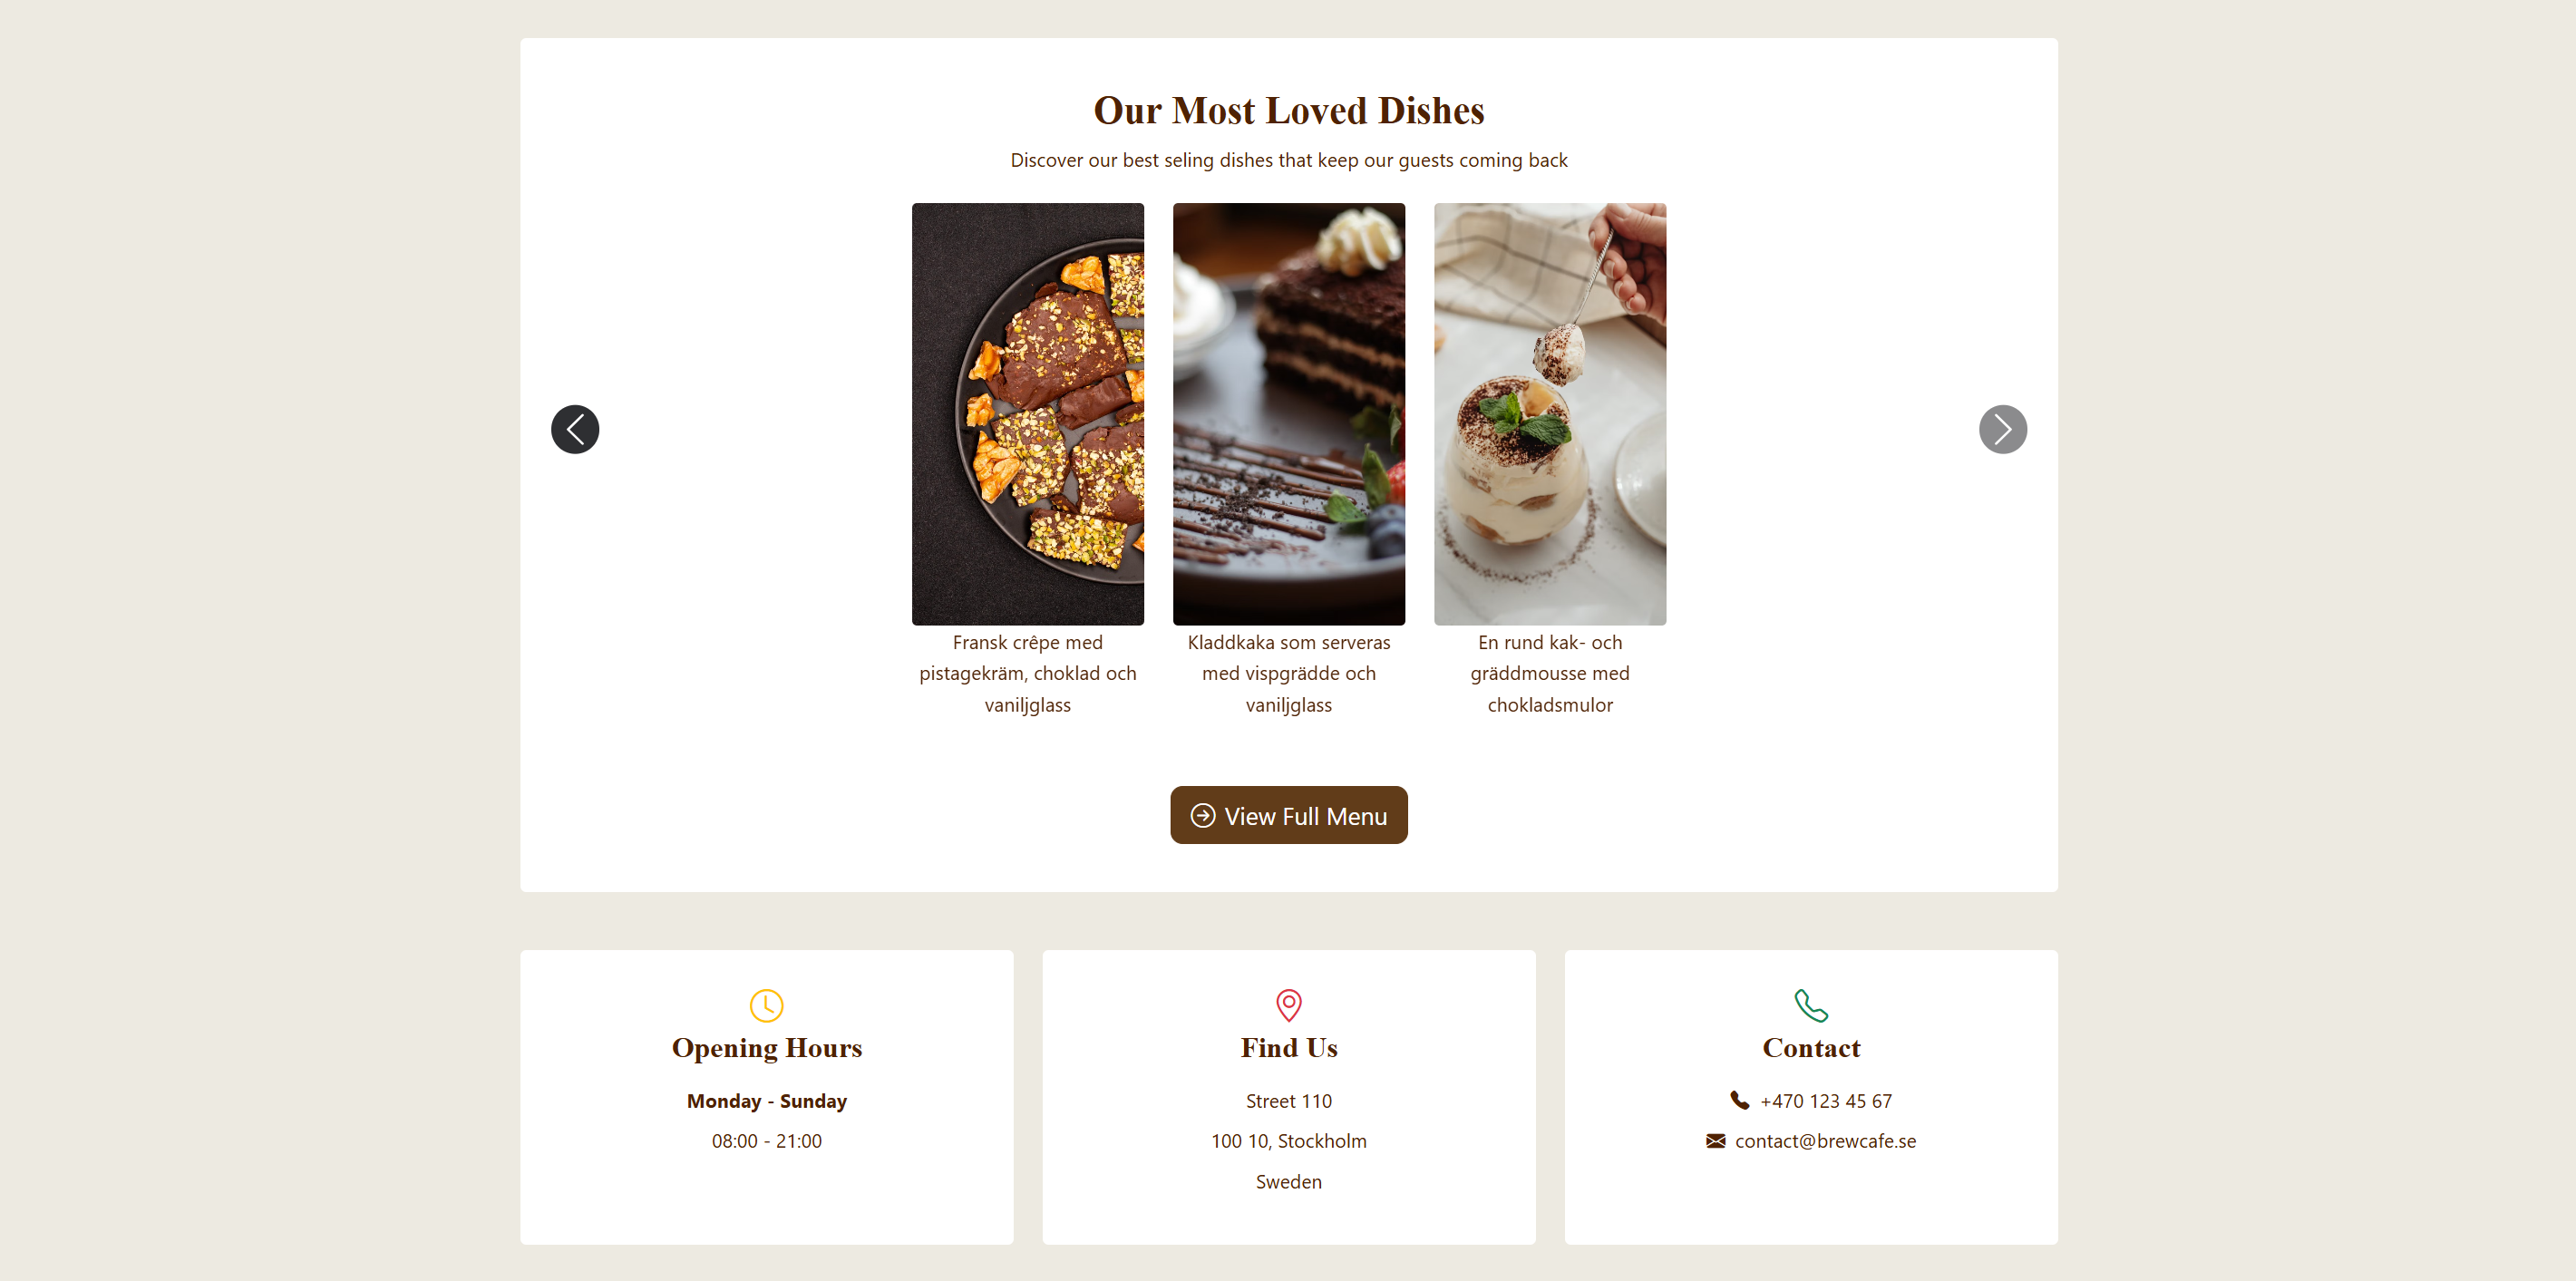 Our Most Loved Dishes
Discover our best seling dishes that keep our guests coming back
Fransk crêpe med
pistagekräm, choklad och
vaniljglass
Kladdkaka som serveras
med vispgrädde och
vaniljglass
En rund kak- och
gräddmousse med
chokladsmulor
View Full Menu
Opening Hours
Monday - Sunday
08:00 - 21:00
Find Us
Street 110
100 10, Stockholm
Sweden
Contact
+470 123 45 67
contact@brewcafe.se